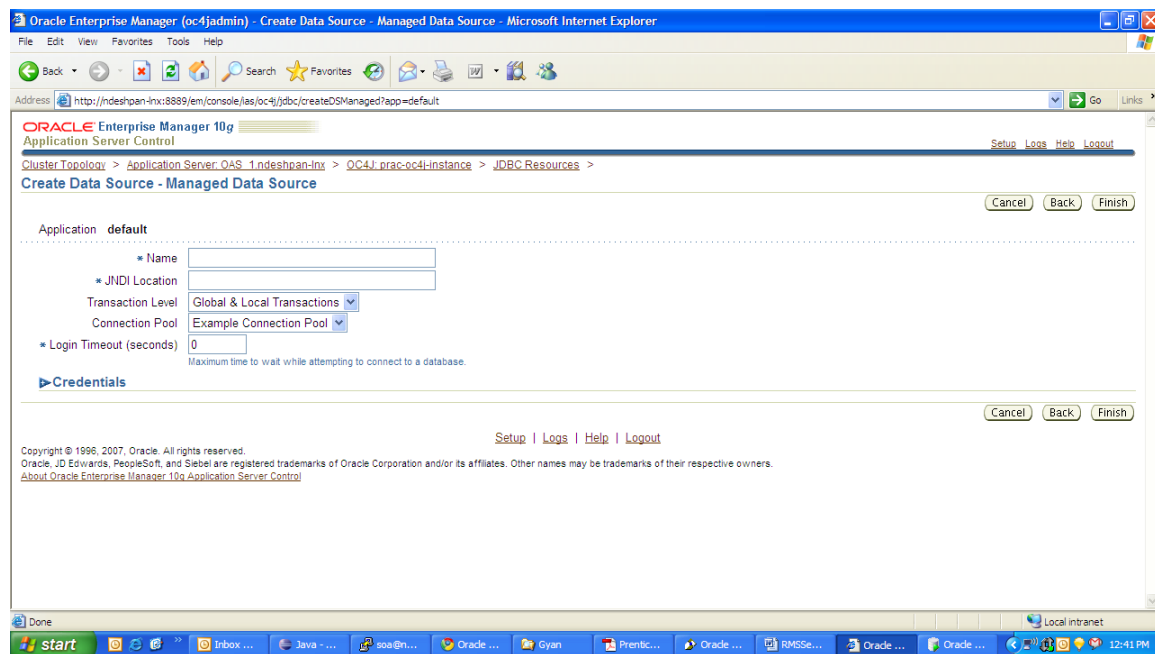 Oracle Enterprise Manager (oc4jadmin) - Create Data Source - Managed Data Source - Microsoft Internet Explorer
File Edit View Favorites Tools Help
Back Search Favorites
Address http://ndeshpan-lnx:8889/em/console/ias/oc4j/jdbc/createDSManaged?app=default Go Links
ORACLE Enterprise Manager 10g
Application Server Control
Setup Logs Help Logout
Cluster Topology > Application Server: OAS_1.ndeshpan-lnx > OC4J: prac-oc4j-instance > JDBC Resources >
Create Data Source - Managed Data Source
Cancel Back Finish
Application default
* Name
* JNDI Location
Transaction Level Global & Local Transactions
Connection Pool Example Connection Pool
* Login Timeout (seconds) 0
Maximum time to wait while attempting to connect to a database.
Credentials
Cancel Back Finish
Setup | Logs | Help | Logout
Copyright © 1996, 2007, Oracle. All rights reserved.
Oracle, JD Edwards, PeopleSoft, and Siebel are registered trademarks of Oracle Corporation and/or its affiliates. Other names may be trademarks of their respective owners.
About Oracle Enterprise Manager 10g Application Server Control
Done Local intranet
start Inbox ... Java - ... soa@n... Oracle ... Gyan Prentic... Oracle ... RMSSe... Oracle ... Oracle ... 12:41 PM